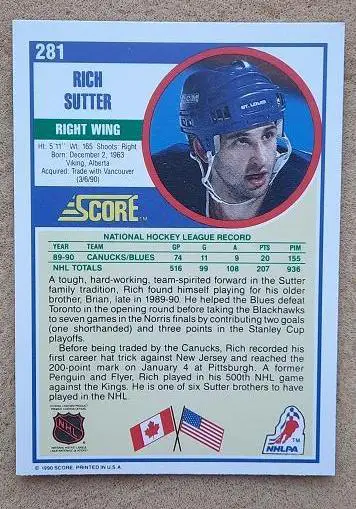 281
RICH
SUTTER
RIGHT WING
Ht: 5'11" Wt: 165 Shoots: Right
Born: December 2, 1963
Viking, Alberta
Acquired: Trade with Vancouver
(3/6/90)
ST. LOUIS
SCORE
NATIONAL HOCKEY LEAGUE RECORD
YEAR TEAM GP G A PTS PIM
89-90 CANUCKS/BLUES 74 11 9 20 155
NHL TOTALS 516 99 108 207 936
A tough, hard-working, team-spirited forward in the Sutter
family tradition, Rich found himself playing for his older
brother, Brian, late in 1989-90. He helped the Blues defeat
Toronto in the opening round before taking the Blackhawks
to seven games in the Norris finals by contributing two goals
(one shorthanded) and three points in the Stanley Cup
playoffs.
Before being traded by the Canucks, Rich recorded his
first career hat trick against New Jersey and reached the
200-point mark on January 4 at Pittsburgh. A former
Penguin and Flyer, Rich played in his 500th NHL game
against the Kings. He is one of six Sutter brothers to have
played in the NHL.
NHL
NHLPA
© 1990 SCORE. PRINTED IN U.S.A.